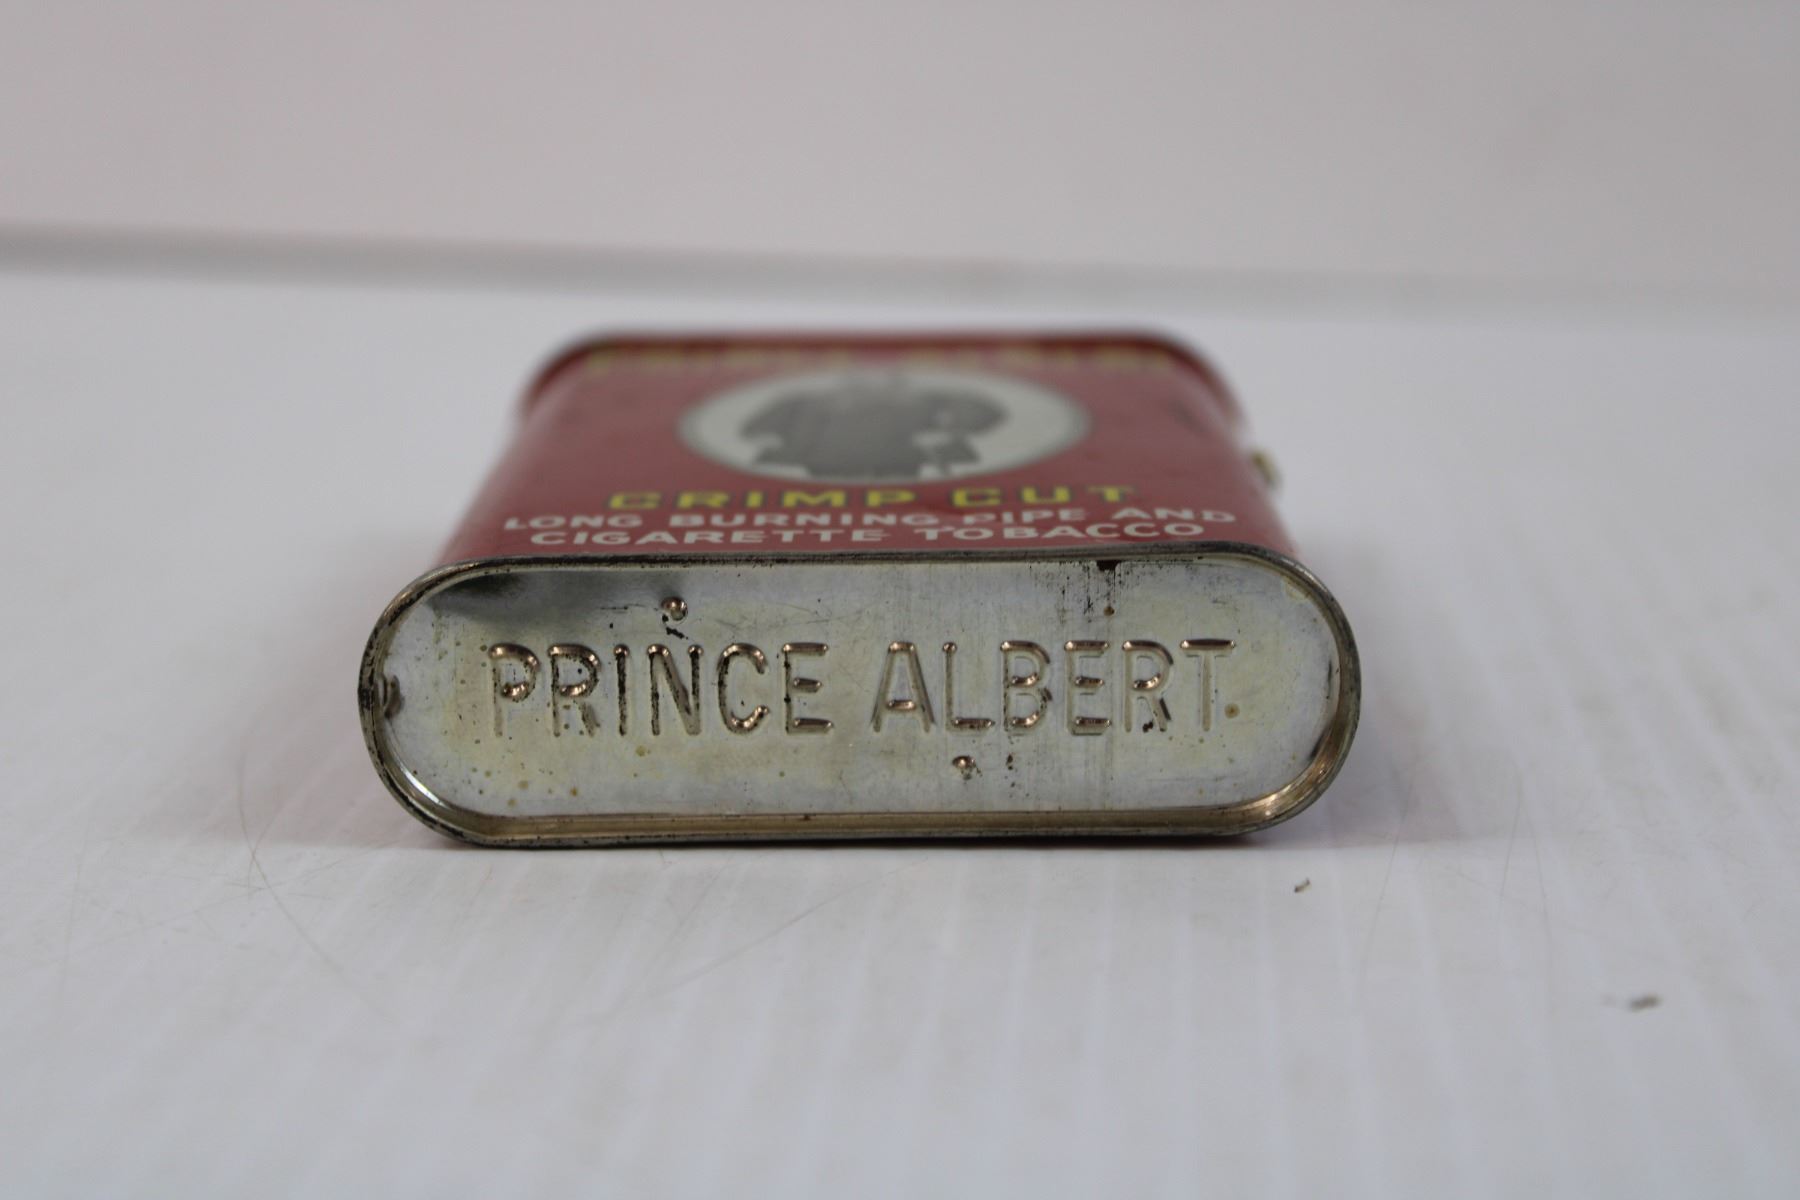 CRIMP CUT
LONG BURNING PIPE AND
CIGARETTE TOBACCO
PRINCE ALBERT